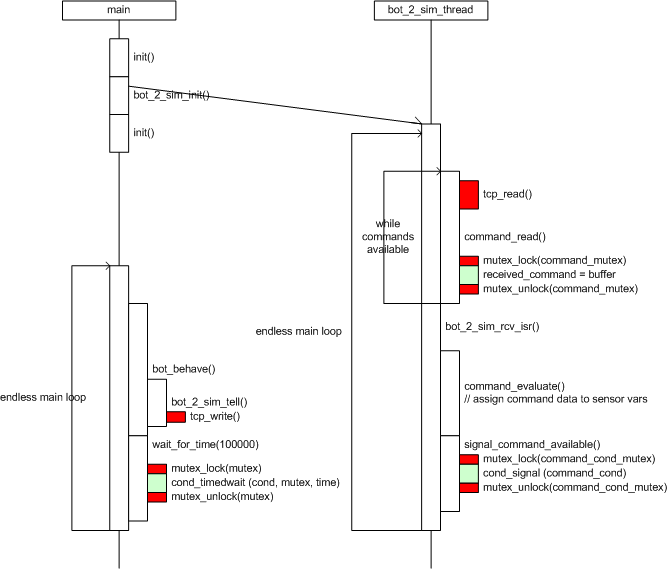 main
bot_2_sim_thread
init()
bot_2_sim_init()
init()
tcp_read()
while
commands
available
command_read()
mutex_lock(command_mutex)
received_command = buffer
mutex_unlock(command_mutex)
bot_2_sim_rcv_isr()
endless main loop
command_evaluate()
// assign command data to sensor vars
signal_command_available()
mutex_lock(command_cond_mutex)
cond_signal (command_cond)
mutex_unlock(command_cond_mutex)
bot_behave()
endless main loop
bot_2_sim_tell()
tcp_write()
wait_for_time(100000)
mutex_lock(mutex)
cond_timedwait (cond, mutex, time)
mutex_unlock(mutex)